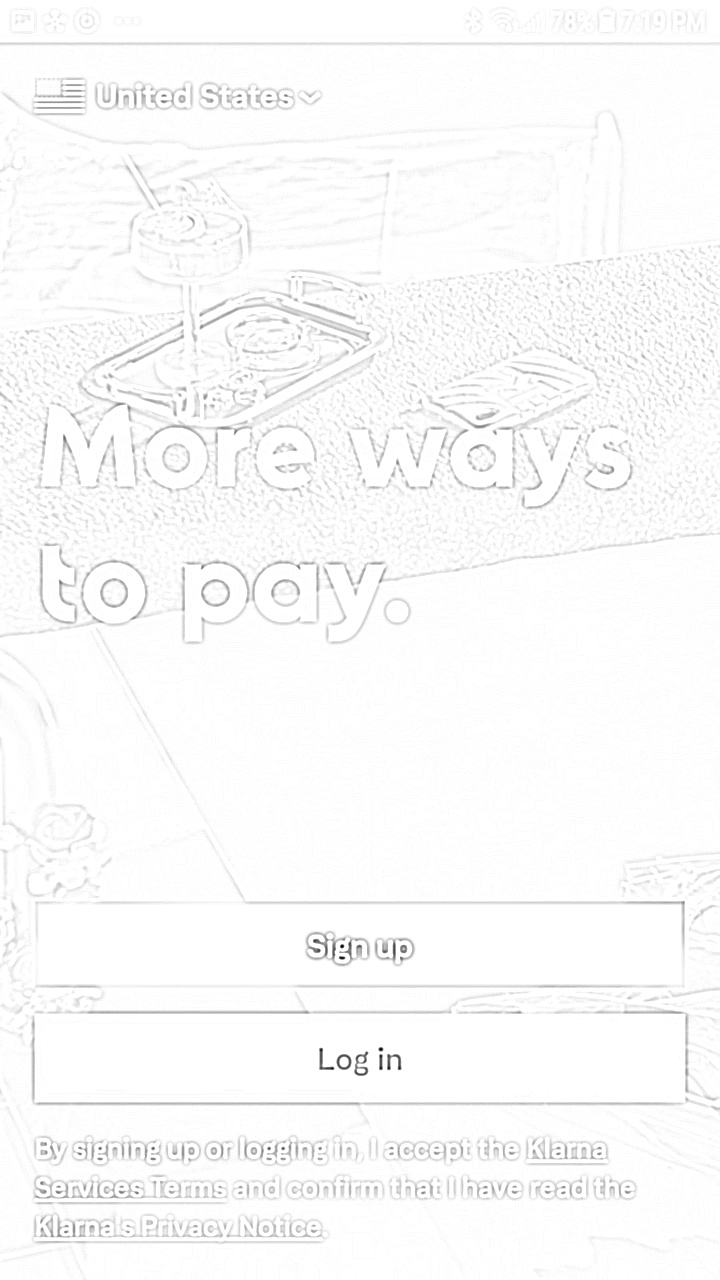 78% 7:19 PM
United States
More ways
to pay.
Sign up
Log in
By signing up or logging in, I accept the Klarna
Services Terms and confirm that I have read the
Klarna's Privacy Notice.